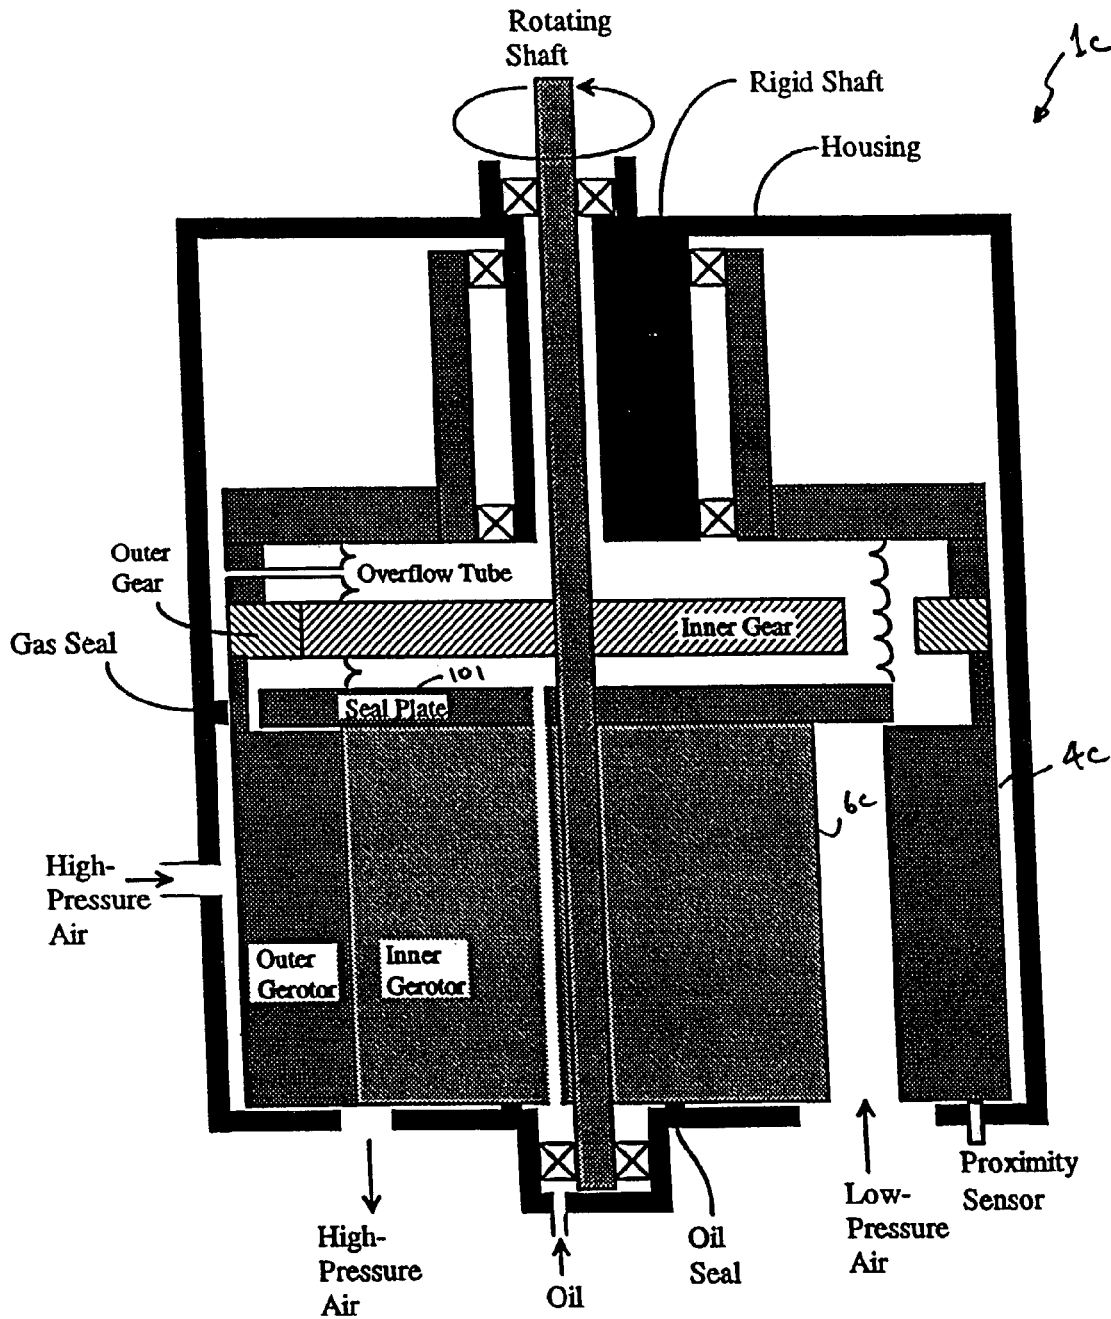 Rotating
Shaft
1c
Rigid Shaft
Housing
Outer
Gear
Overflow Tube
Inner Gear
Gas Seal
101
Seal Plate
4c
6c
High-
Pressure
Air
Outer
Gerotor
Inner
Gerotor
Proximity
Sensor
Low-
Pressure
Air
Oil
Seal
High-
Pressure
Air
Oil